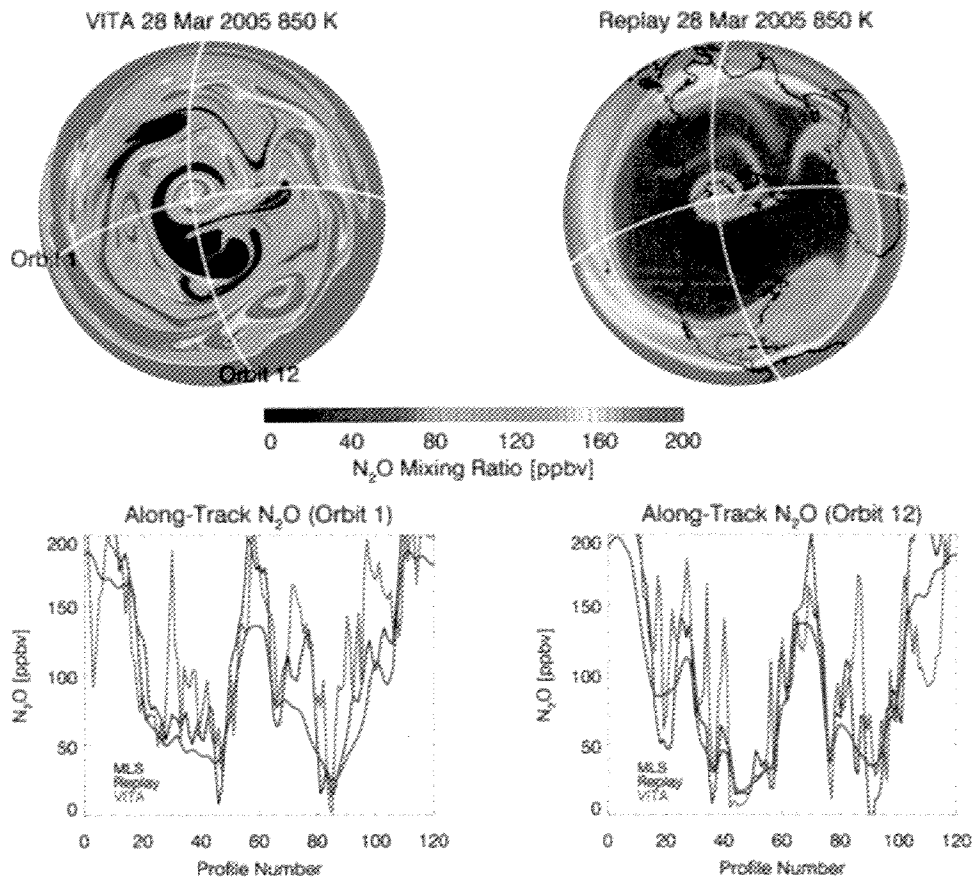 VITA 28 Mar 2005 850 K
Replay 28 Mar 2005 850 K
Orbit 1
Orbit 12
0 40 80 120 160 200
N₂O Mixing Ratio [ppbv]
Along-Track N₂O (Orbit 1)
Along-Track N₂O (Orbit 12)
200
150
100
50
0
N₂O [ppbv]
MLS
Replay
VITA
0 20 40 60 80 100 120
Profile Number
200
150
100
50
0
N₂O [ppbv]
MLS
Replay
VITA
0 20 40 60 80 100 120
Profile Number